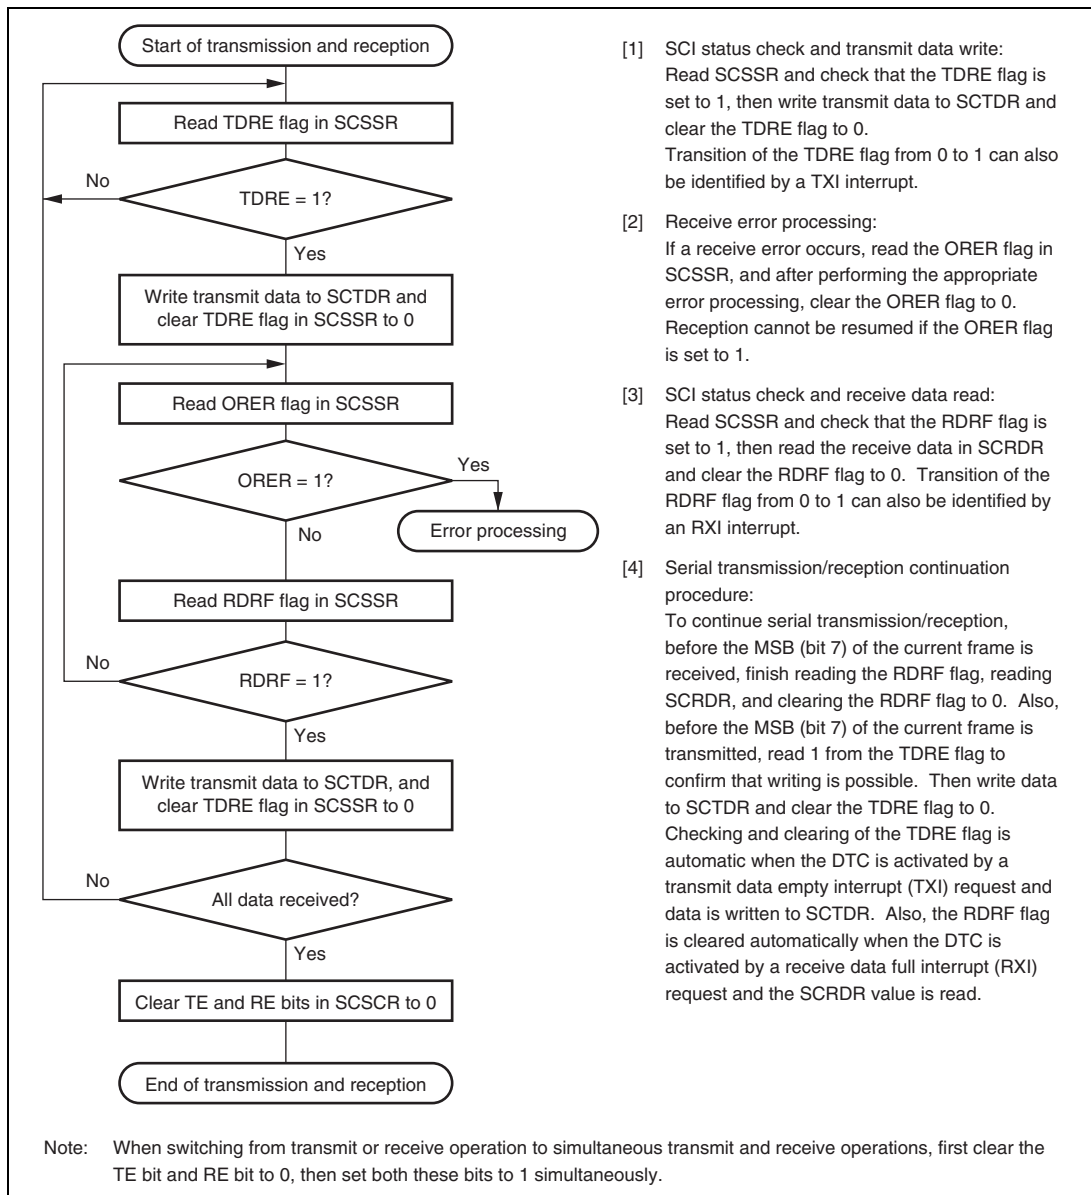 Start of transmission and reception
Read TDRE flag in SCSSR
No
TDRE = 1?
Yes
Write transmit data to SCTDR and
clear TDRE flag in SCSSR to 0
Read ORER flag in SCSSR
Yes
ORER = 1?
Error processing
No
Read RDRF flag in SCSSR
No
RDRF = 1?
Yes
Write transmit data to SCTDR, and
clear TDRE flag in SCSSR to 0
No
All data received?
Yes
Clear TE and RE bits in SCSCR to 0
End of transmission and reception
[1] SCI status check and transmit data write:
Read SCSSR and check that the TDRE flag is
set to 1, then write transmit data to SCTDR and
clear the TDRE flag to 0.
Transition of the TDRE flag from 0 to 1 can also
be identified by a TXI interrupt.
[2] Receive error processing:
If a receive error occurs, read the ORER flag in
SCSSR, and after performing the appropriate
error processing, clear the ORER flag to 0.
Reception cannot be resumed if the ORER flag
is set to 1.
[3] SCI status check and receive data read:
Read SCSSR and check that the RDRF flag is
set to 1, then read the receive data in SCRDR
and clear the RDRF flag to 0. Transition of the
RDRF flag from 0 to 1 can also be identified by
an RXI interrupt.
[4] Serial transmission/reception continuation
procedure:
To continue serial transmission/reception,
before the MSB (bit 7) of the current frame is
received, finish reading the RDRF flag, reading
SCRDR, and clearing the RDRF flag to 0. Also,
before the MSB (bit 7) of the current frame is
transmitted, read 1 from the TDRE flag to
confirm that writing is possible. Then write data
to SCTDR and clear the TDRE flag to 0.
Checking and clearing of the TDRE flag is
automatic when the DTC is activated by a
transmit data empty interrupt (TXI) request and
data is written to SCTDR. Also, the RDRF flag
is cleared automatically when the DTC is
activated by a receive data full interrupt (RXI)
request and the SCRDR value is read.
Note: When switching from transmit or receive operation to simultaneous transmit and receive operations, first clear the
TE bit and RE bit to 0, then set both these bits to 1 simultaneously.